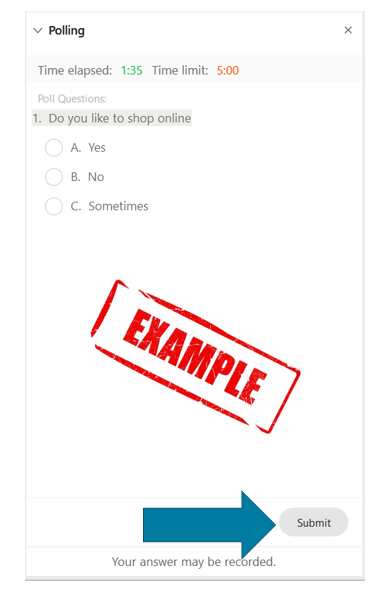 Polling
Time elapsed: 1:35 Time limit: 5:00
Poll Questions:
1. Do you like to shop online
A. Yes
B. No
C. Sometimes
EXAMPLE
Submit
Your answer may be recorded.